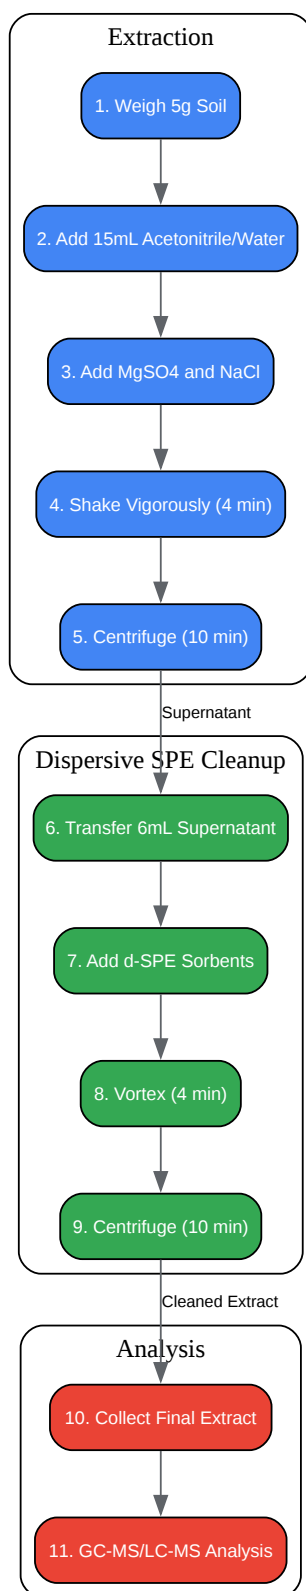 Extraction
1. Weigh 5g Soil
2. Add 15mL Acetonitrile/Water
3. Add MgSO4 and NaCl
4. Shake Vigorously (4 min)
5. Centrifuge (10 min)
Supernatant
Dispersive SPE Cleanup
6. Transfer 6mL Supernatant
7. Add d-SPE Sorbents
8. Vortex (4 min)
9. Centrifuge (10 min)
Cleaned Extract
Analysis
10. Collect Final Extract
11. GC-MS/LC-MS Analysis